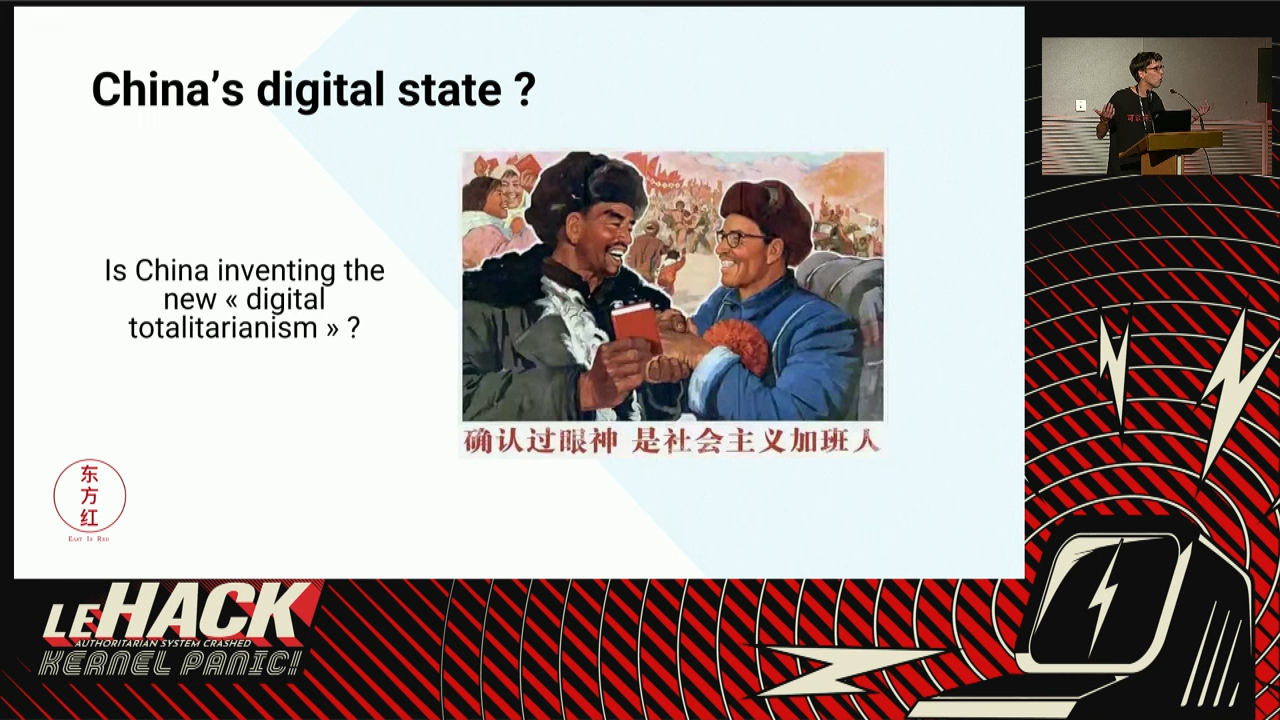 China's digital state ?
Is China inventing the
new « digital
totalitarianism » ?
确认过眼神 是社会主义加班人
东
方
红
East Is Red
LEHACK
AUTHORITARIAN SYSTEM CRASHED
KERNEL PANIC!